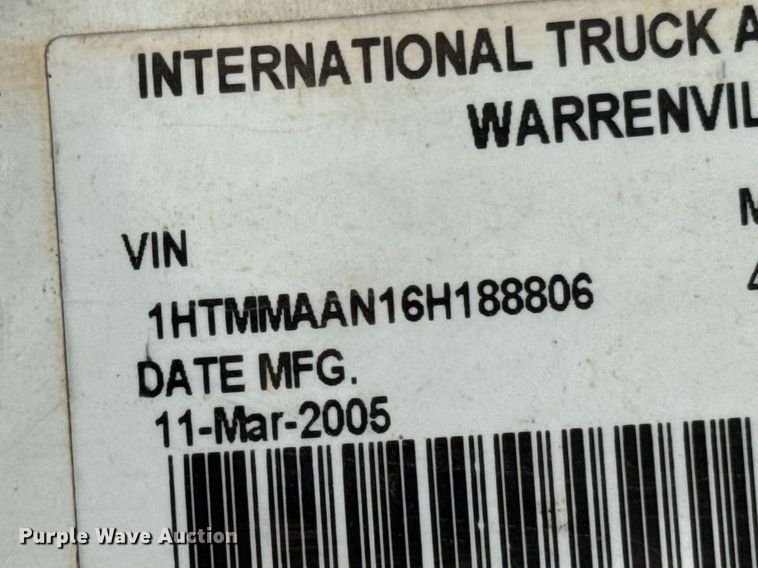 INTERNATIONAL TRUCK A
WARRENVIL
VIN
1HTMMAAN16H188806
DATE MFG.
11-Mar-2005
Purple Wave Auction